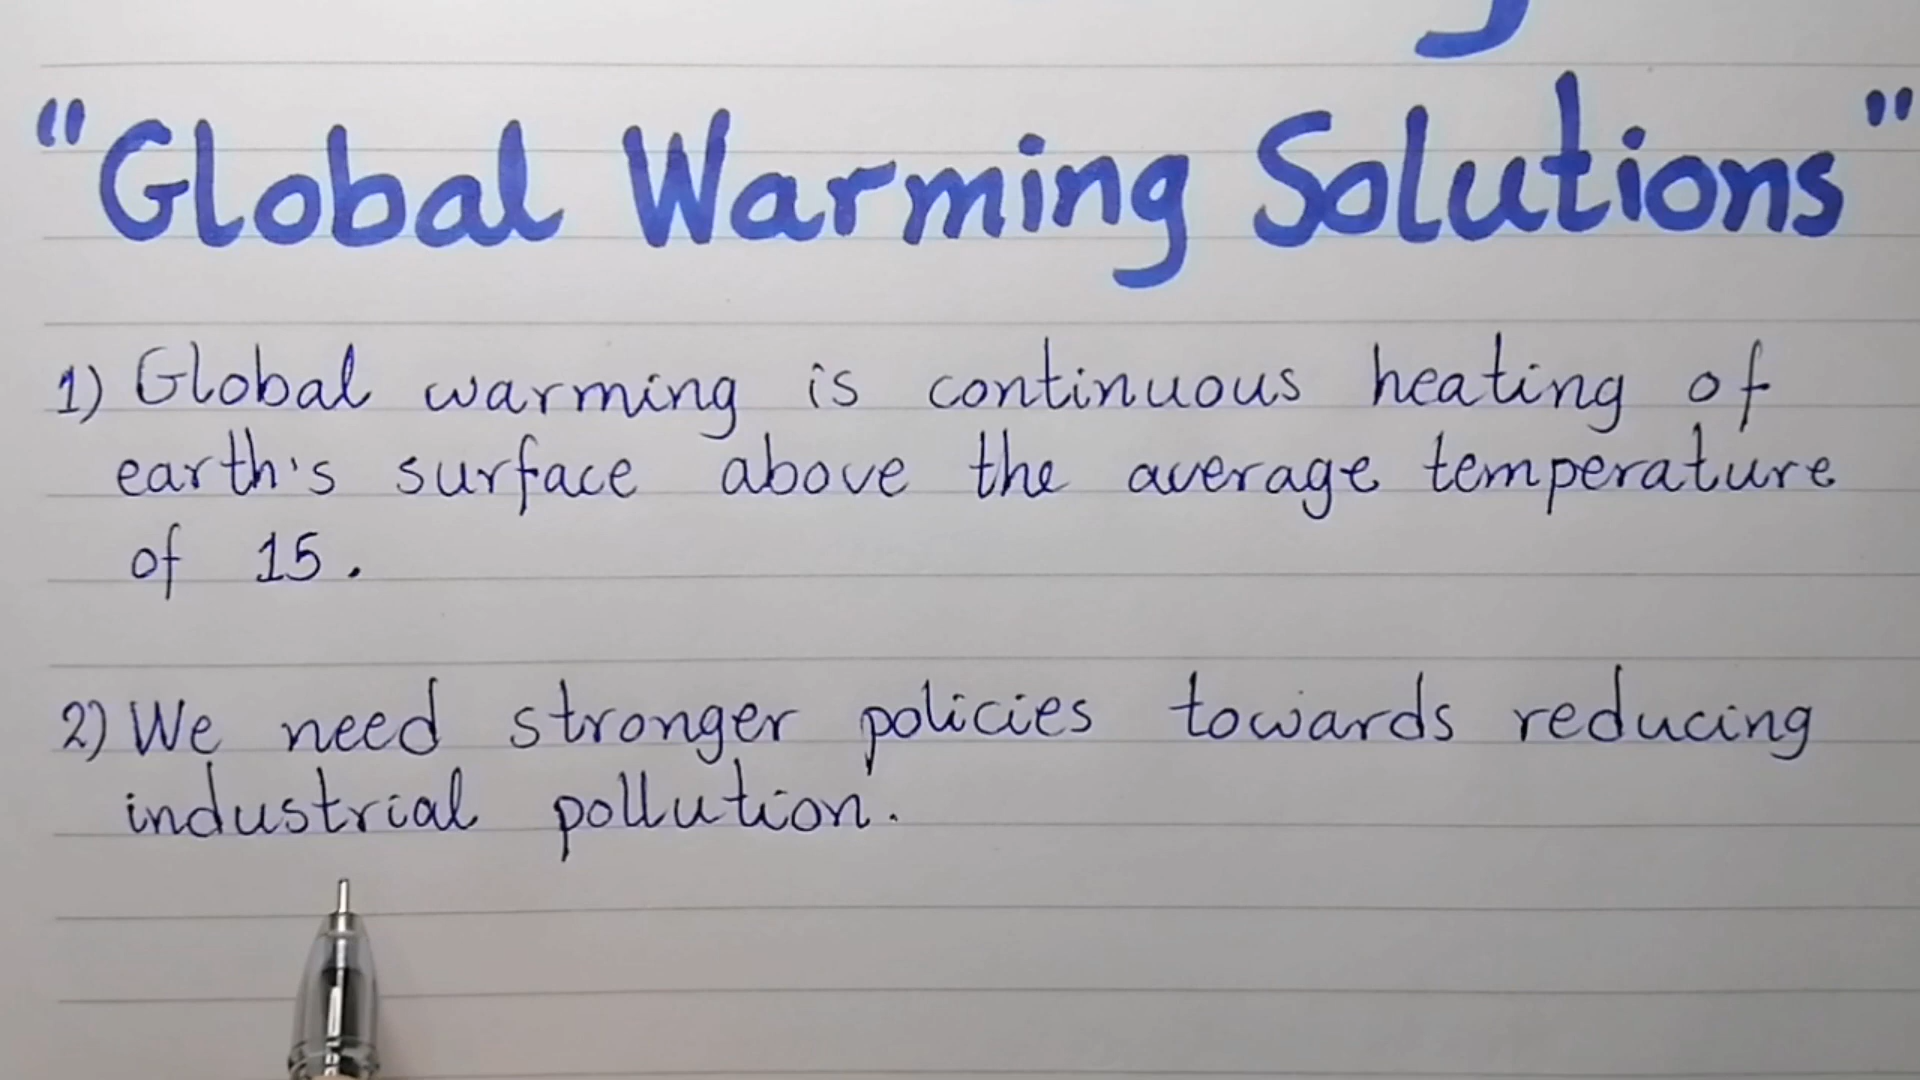 "Global Warming Solutions"
1) Global warming is continuous heating of
earth's surface above the average temperature
of 15.
2) We need stronger policies towards reducing
industrial pollution.